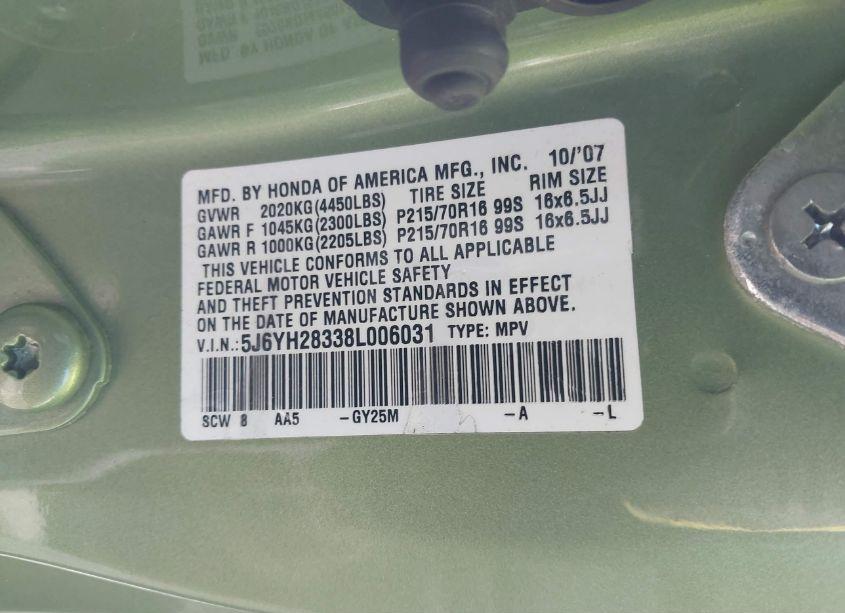 MFD. BY HONDA OF AMERICA MFG., INC. 10/'07
GVWR 2020KG(4450LBS) TIRE SIZE RIM SIZE
GAWR F 1045KG(2300LBS) P215/70R16 99S 16x6.5JJ
GAWR R 1000KG(2205LBS) P215/70R16 99S 16x6.5JJ
THIS VEHICLE CONFORMS TO ALL APPLICABLE
FEDERAL MOTOR VEHICLE SAFETY
AND THEFT PREVENTION STANDARDS IN EFFECT
ON THE DATE OF MANUFACTURE SHOWN ABOVE.
V.I.N.: 5J6YH28338L006031 TYPE: MPV
SCW 8 AA5 -GY25M -A -L